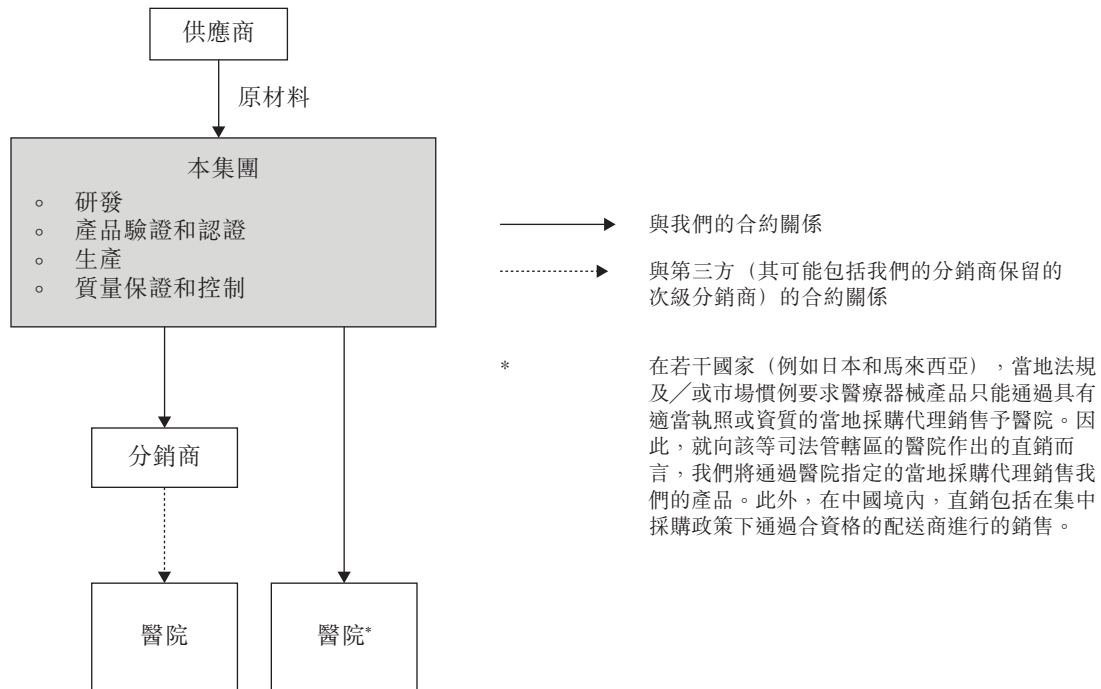 供應商
原材料
本集團
◦ 研發
◦ 產品驗證和認證
◦ 生產
◦ 質量保證和控制
分銷商
醫院
醫院*
與我們的合約關係
與第三方（其可能包括我們的分銷商保留的
次級分銷商）的合約關係
* 在若干國家（例如日本和馬來西亞），當地法規
及╱或市場慣例要求醫療器械產品只能通過具有
適當執照或資質的當地採購代理銷售予醫院。因
此，就向該等司法管轄區的醫院作出的直銷而
言，我們將通過醫院指定的當地採購代理銷售我
們的產品。此外，在中國境內，直銷包括在集中
採購政策下通過合資格的配送商進行的銷售。